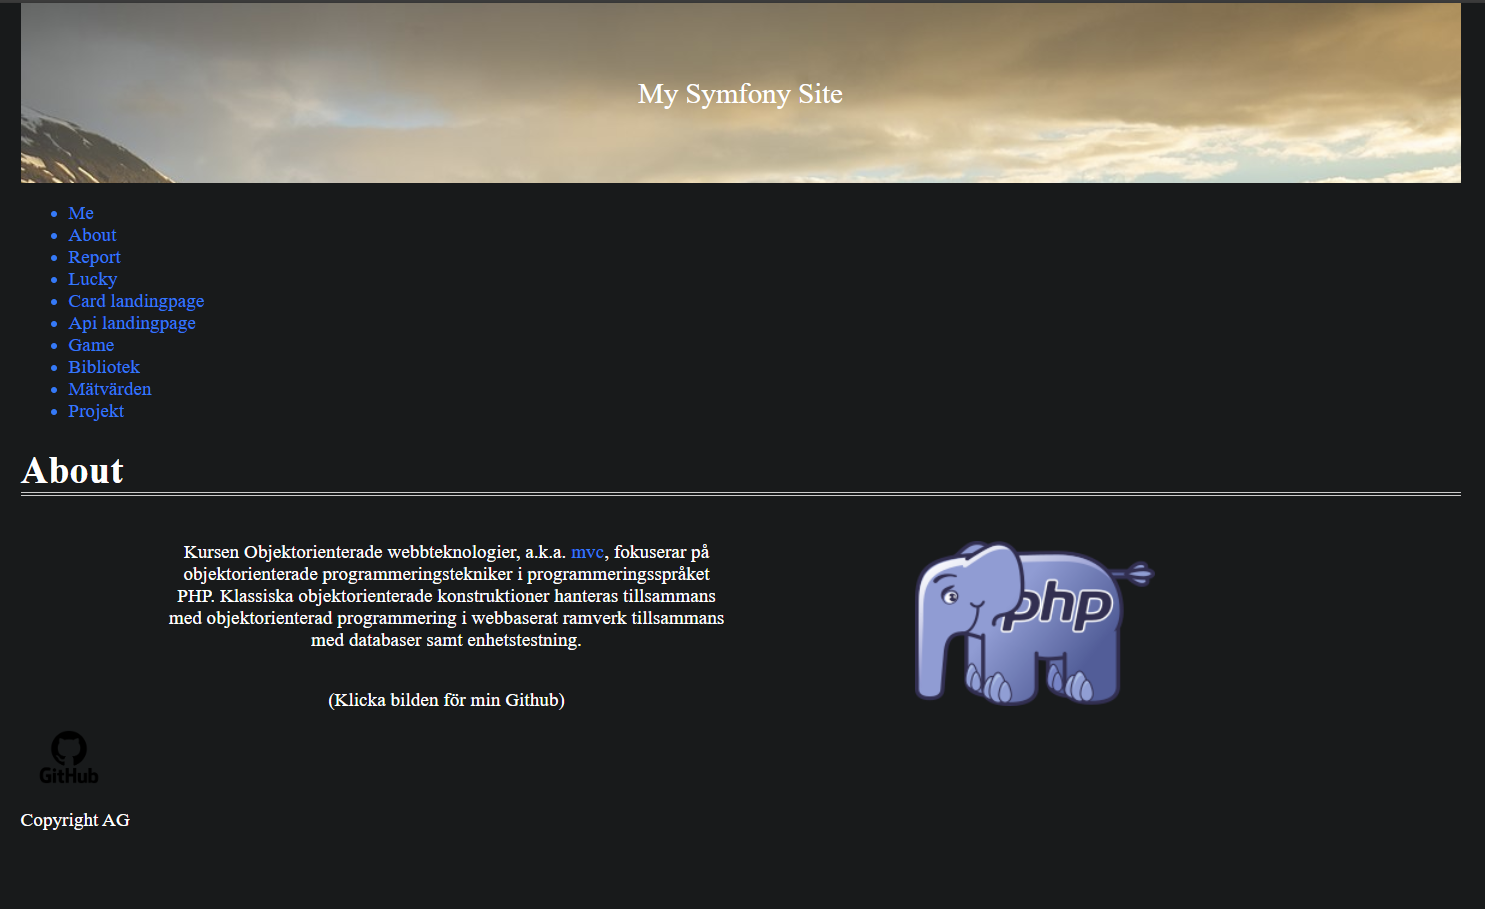 My Symfony Site
Me
About
Report
Lucky
Card landingpage
Api landingpage
Game
Bibliotek
Mätvärden
Projekt
About
Kursen Objektorienterade webbteknologier, a.k.a. mvc, fokuserar på
objektorienterade programmeringstekniker i programmeringsspråket
PHP. Klassiska objektorienterade konstruktioner hanteras tillsammans
med objektorienterad programmering i webbaserat ramverk tillsammans
med databaser samt enhetstestning.
php
(Klicka bilden för min Github)
GitHub
Copyright AG